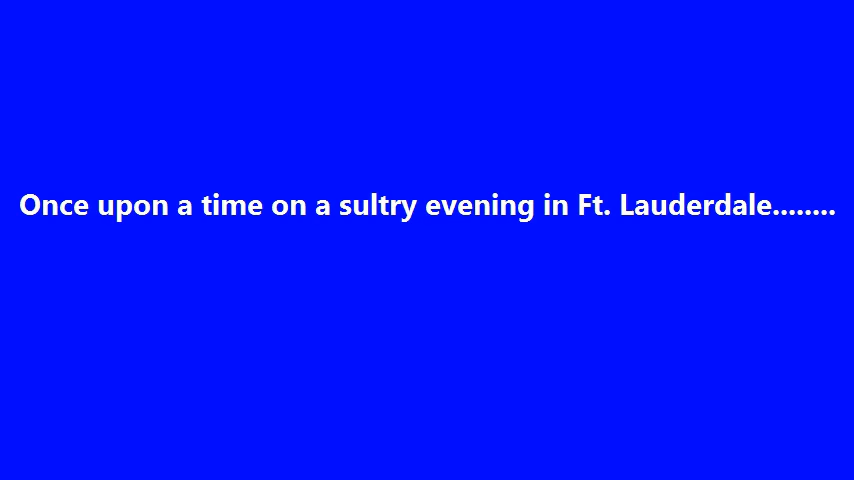 Once upon a time on a sultry evening in Ft. Lauderdale........